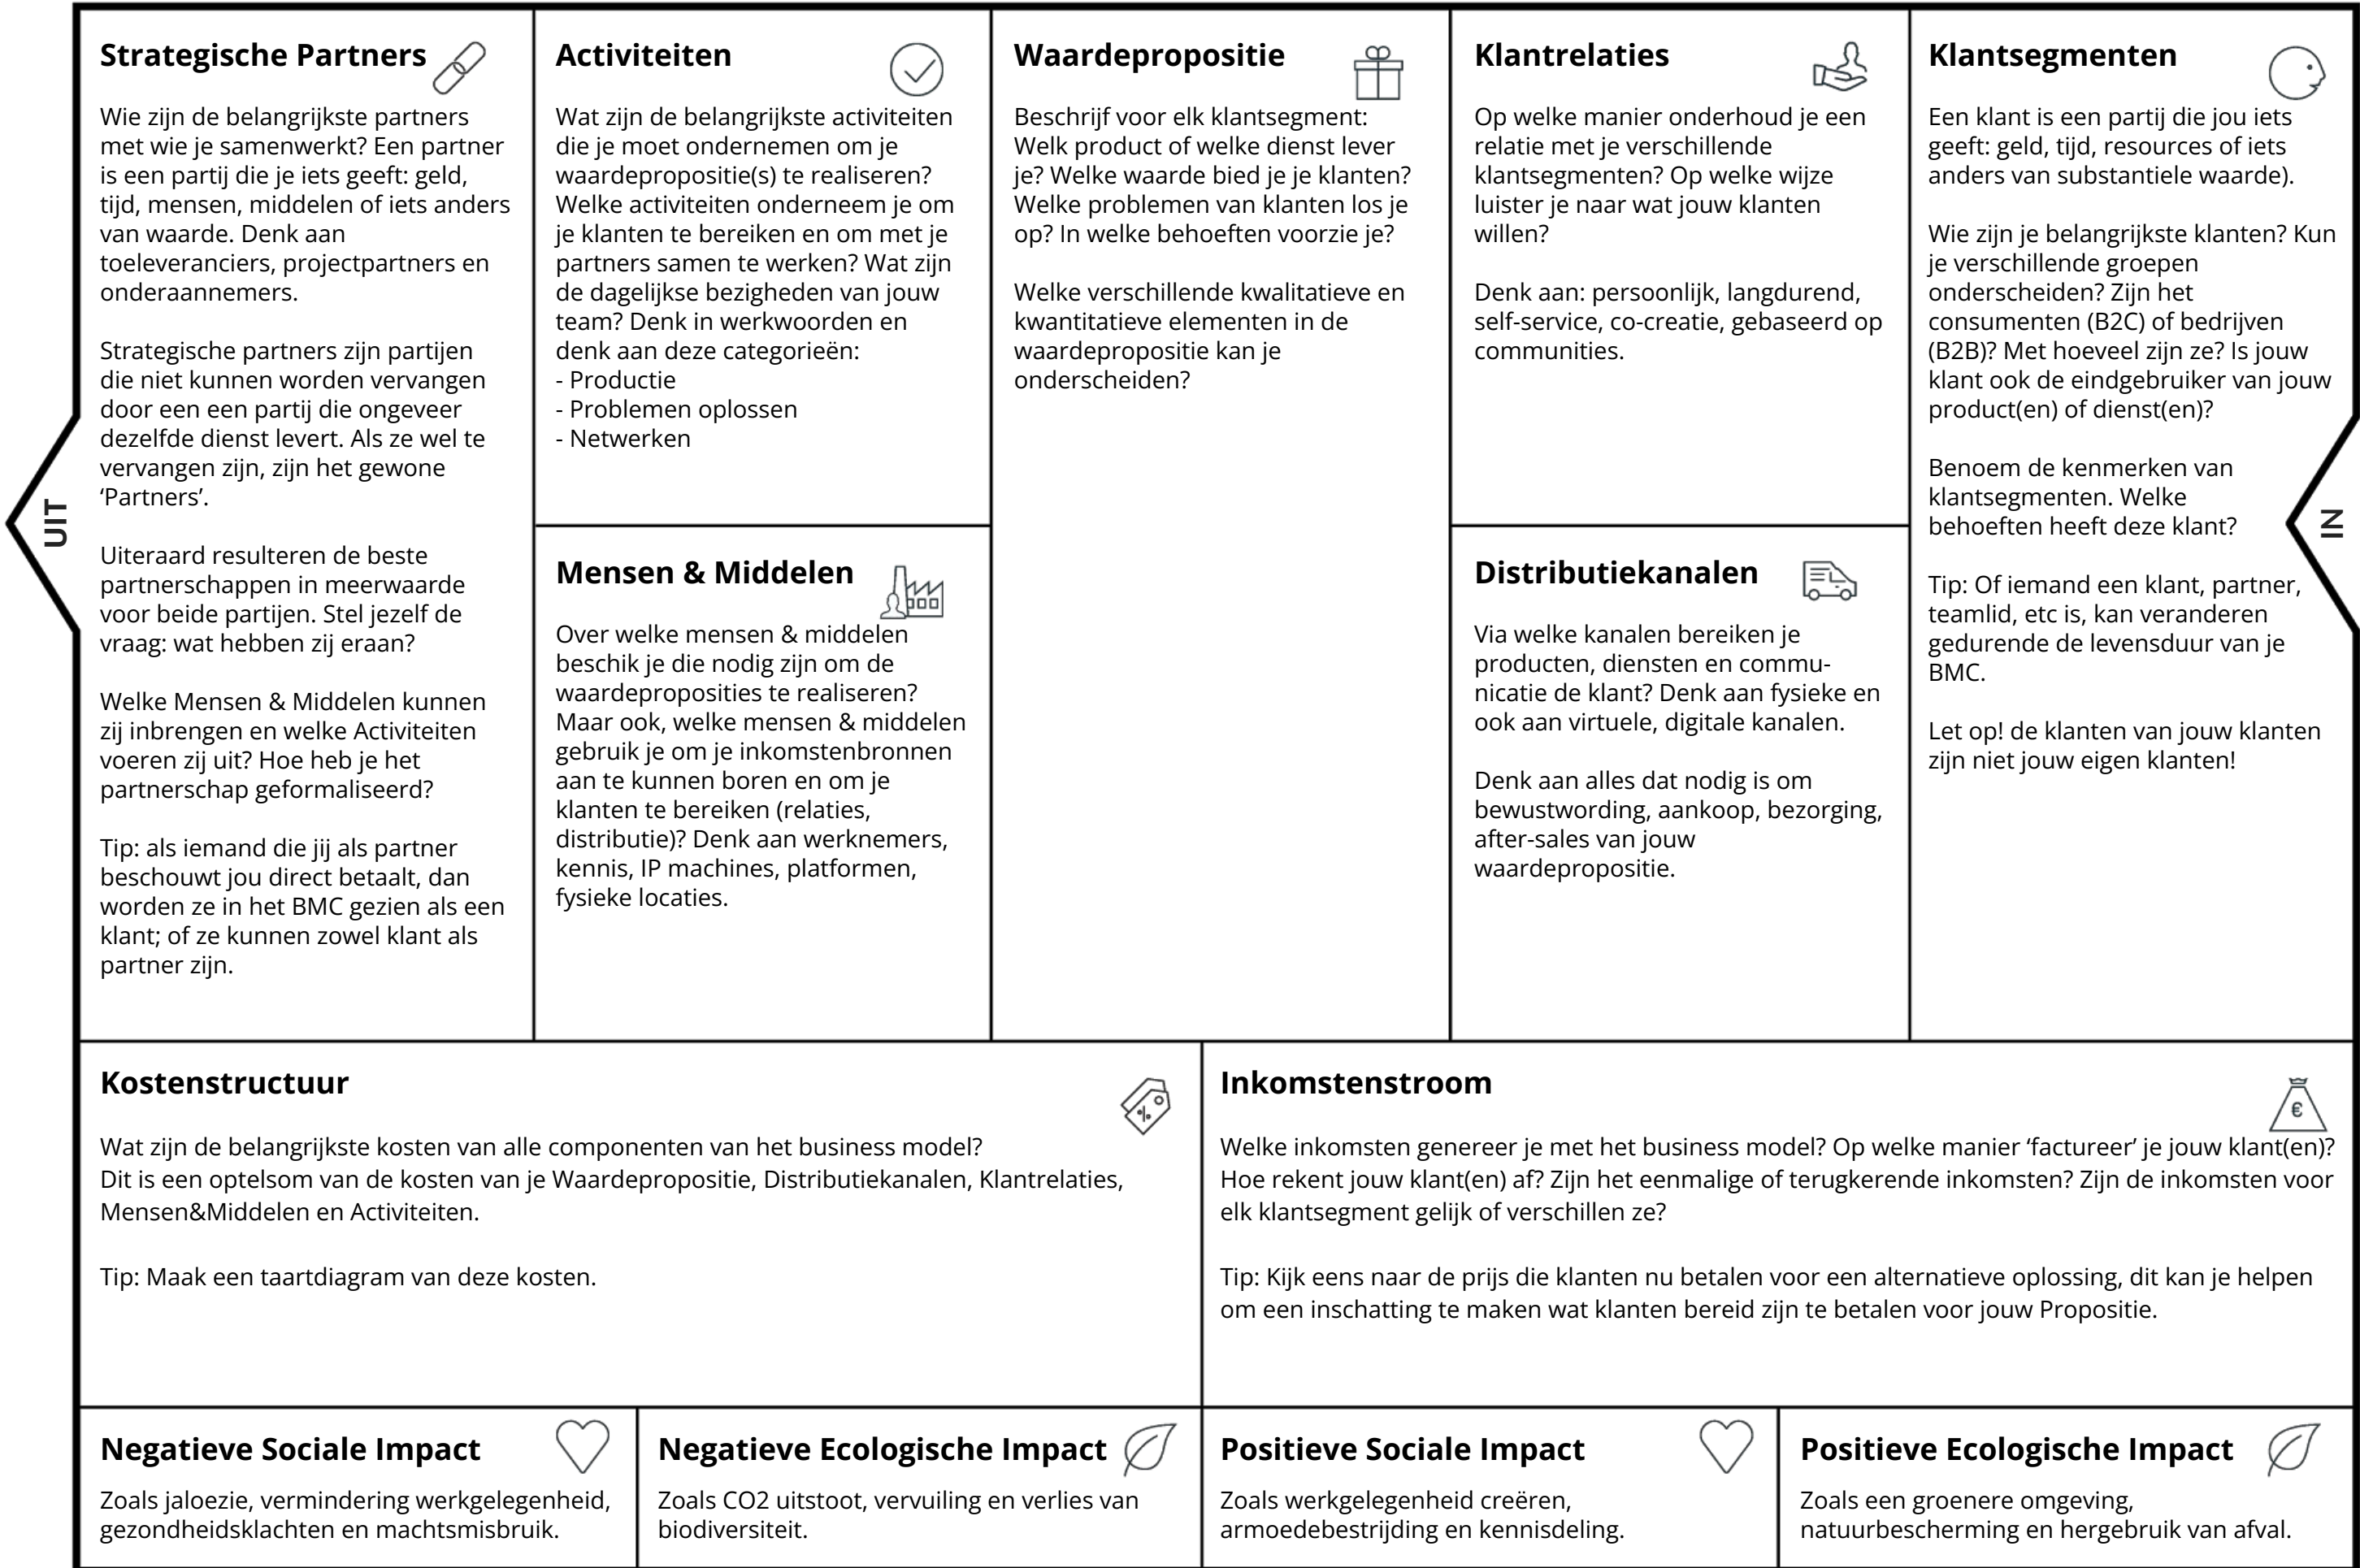 Strategische Partners
Wie zijn de belangrijkste partners
met wie je samenwerkt? Een partner
is een partij die je iets geeft: geld,
tijd, mensen, middelen of iets anders
van waarde. Denk aan
toeleveranciers, projectpartners en
onderaannemers.
Strategische partners zijn partijen
die niet kunnen worden vervangen
door een een partij die ongeveer
dezelfde dienst levert. Als ze wel te
vervangen zijn, zijn het gewone
‘Partners’.
Uiteraard resulteren de beste
partnerschappen in meerwaarde
voor beide partijen. Stel jezelf de
vraag: wat hebben zij eraan?
Welke Mensen & Middelen kunnen
zij inbrengen en welke Activiteiten
voeren zij uit? Hoe heb je het
partnerschap geformaliseerd?
Tip: als iemand die jij als partner
beschouwt jou direct betaalt, dan
worden ze in het BMC gezien als een
klant; of ze kunnen zowel klant als
partner zijn.
UIT
Activiteiten
Wat zijn de belangrijkste activiteiten
die je moet ondernemen om je
waardepropositie(s) te realiseren?
Welke activiteiten onderneem je om
je klanten te bereiken en om met je
partners samen te werken? Wat zijn
de dagelijkse bezigheden van jouw
team? Denk in werkwoorden en
denk aan deze categorieën:
- Productie
- Problemen oplossen
- Netwerken
Mensen & Middelen
Over welke mensen & middelen
beschik je die nodig zijn om de
waardeproposities te realiseren?
Maar ook, welke mensen & middelen
gebruik je om je inkomstenbronnen
aan te kunnen boren en om je
klanten te bereiken (relaties,
distributie)? Denk aan werknemers,
kennis, IP machines, platformen,
fysieke locaties.
Waardepropositie
Beschrijf voor elk klantsegment:
Welk product of welke dienst lever
je? Welke waarde bied je je klanten?
Welke problemen van klanten los je
op? In welke behoeften voorzie je?
Welke verschillende kwalitatieve en
kwantitatieve elementen in de
waardepropositie kan je
onderscheiden?
Klantrelaties
Op welke manier onderhoud je een
relatie met je verschillende
klantsegmenten? Op welke wijze
luister je naar wat jouw klanten
willen?
Denk aan: persoonlijk, langdurend,
self-service, co-creatie, gebaseerd op
communities.
Distributiekanalen
Via welke kanalen bereiken je
producten, diensten en commu-
nicatie de klant? Denk aan fysieke en
ook aan virtuele, digitale kanalen.
Denk aan alles dat nodig is om
bewustwording, aankoop, bezorging,
after-sales van jouw
waardepropositie.
Klantsegmenten
Een klant is een partij die jou iets
geeft: geld, tijd, resources of iets
anders van substantiele waarde).
Wie zijn je belangrijkste klanten? Kun
je verschillende groepen
onderscheiden? Zijn het
consumenten (B2C) of bedrijven
(B2B)? Met hoeveel zijn ze? Is jouw
klant ook de eindgebruiker van jouw
product(en) of dienst(en)?
Benoem de kenmerken van
klantsegmenten. Welke
behoeften heeft deze klant?
Tip: Of iemand een klant, partner,
teamlid, etc is, kan veranderen
gedurende de levensduur van je
BMC.
Let op! de klanten van jouw klanten
zijn niet jouw eigen klanten!
IN
Kostenstructuur
Wat zijn de belangrijkste kosten van alle componenten van het business model?
Dit is een optelsom van de kosten van je Waardepropositie, Distributiekanalen, Klantrelaties,
Mensen&Middelen en Activiteiten.
Tip: Maak een taartdiagram van deze kosten.
%
Inkomstenstroom
€
Welke inkomsten genereer je met het business model? Op welke manier ‘factureer’ je jouw klant(en)?
Hoe rekent jouw klant(en) af? Zijn het eenmalige of terugkerende inkomsten? Zijn de inkomsten voor
elk klantsegment gelijk of verschillen ze?
Tip: Kijk eens naar de prijs die klanten nu betalen voor een alternatieve oplossing, dit kan je helpen
om een inschatting te maken wat klanten bereid zijn te betalen voor jouw Propositie.
Negatieve Sociale Impact
Zoals jaloezie, vermindering werkgelegenheid,
gezondheidsklachten en machtsmisbruik.
Negatieve Ecologische Impact
Zoals CO2 uitstoot, vervuiling en verlies van
biodiversiteit.
Positieve Sociale Impact
Zoals werkgelegenheid creëren,
armoedebestrijding en kennisdeling.
Positieve Ecologische Impact
Zoals een groenere omgeving,
natuurbescherming en hergebruik van afval.